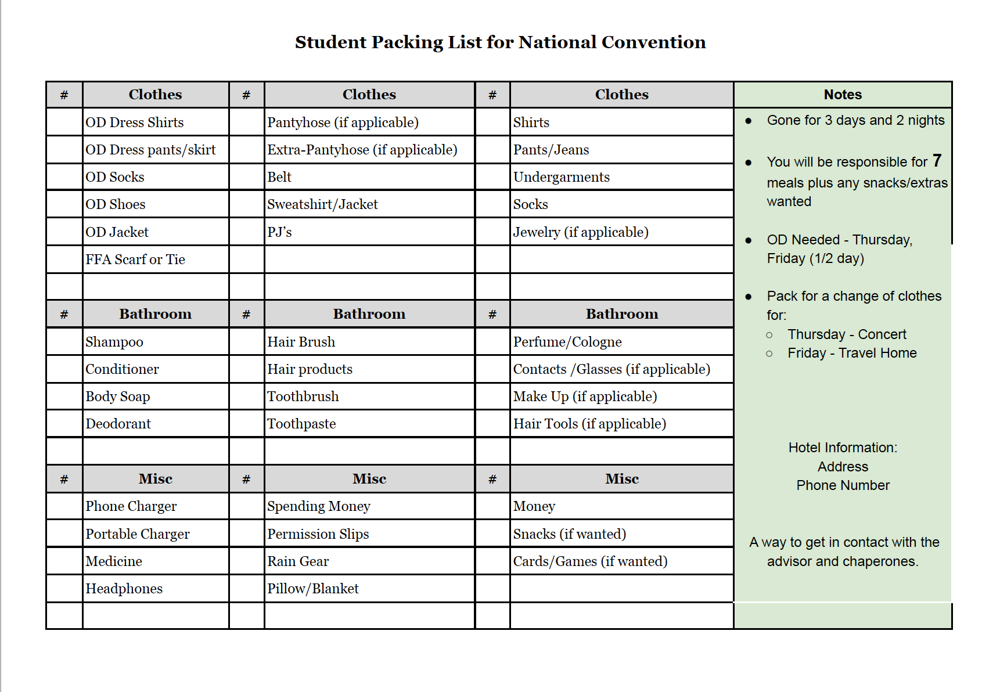 Student Packing List for National Convention
# Clothes # Clothes # Clothes Notes
OD Dress Shirts Pantyhose (if applicable) Shirts
OD Dress pants/skirt Extra-Pantyhose (if applicable) Pants/Jeans
OD Socks Belt Undergarments
OD Shoes Sweatshirt/Jacket Socks
OD Jacket PJ’s Jewelry (if applicable)
FFA Scarf or Tie
# Bathroom # Bathroom # Bathroom
Shampoo Hair Brush Perfume/Cologne
Conditioner Hair products Contacts /Glasses (if applicable)
Body Soap Toothbrush Make Up (if applicable)
Deodorant Toothpaste Hair Tools (if applicable)
# Misc # Misc # Misc
Phone Charger Spending Money Money
Portable Charger Permission Slips Snacks (if wanted)
Medicine Rain Gear Cards/Games (if wanted)
Headphones Pillow/Blanket
● Gone for 3 days and 2 nights
● You will be responsible for 7
meals plus any snacks/extras
wanted
● OD Needed - Thursday,
Friday (1/2 day)
● Pack for a change of clothes
for:
○ Thursday - Concert
○ Friday - Travel Home
Hotel Information:
Address
Phone Number
A way to get in contact with the
advisor and chaperones.